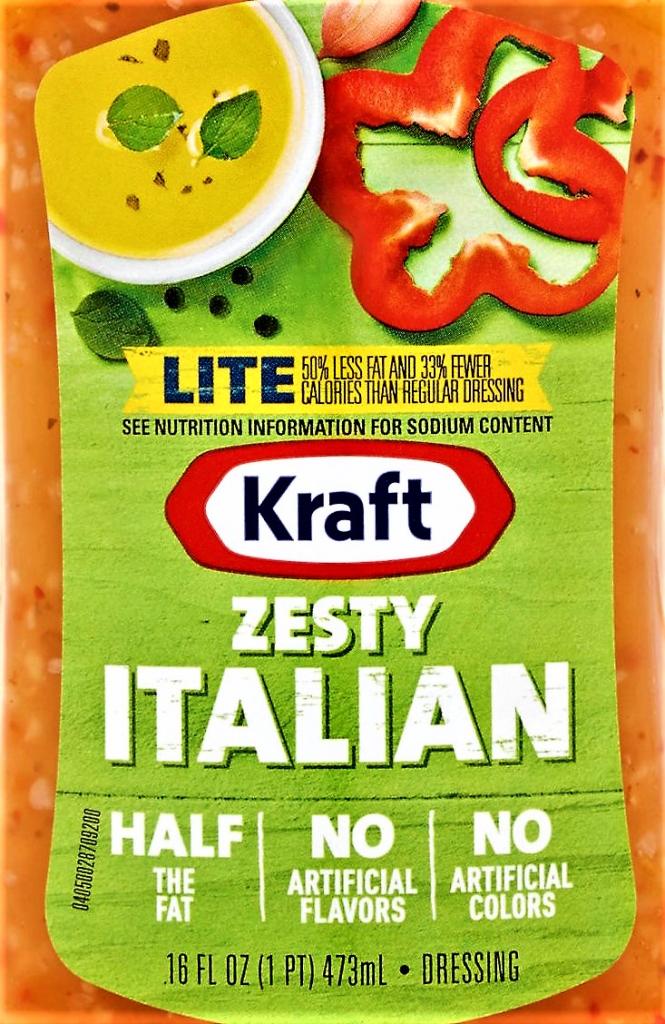 LITE
50% LESS FAT AND 33% FEWER
CALORIES THAN REGULAR DRESSING
SEE NUTRITION INFORMATION FOR SODIUM CONTENT
Kraft
ZESTY
ITALIAN
HALF
THE
FAT
NO
ARTIFICIAL
FLAVORS
NO
ARTIFICIAL
COLORS
04050028709200
16 FL OZ (1 PT) 473mL • DRESSING